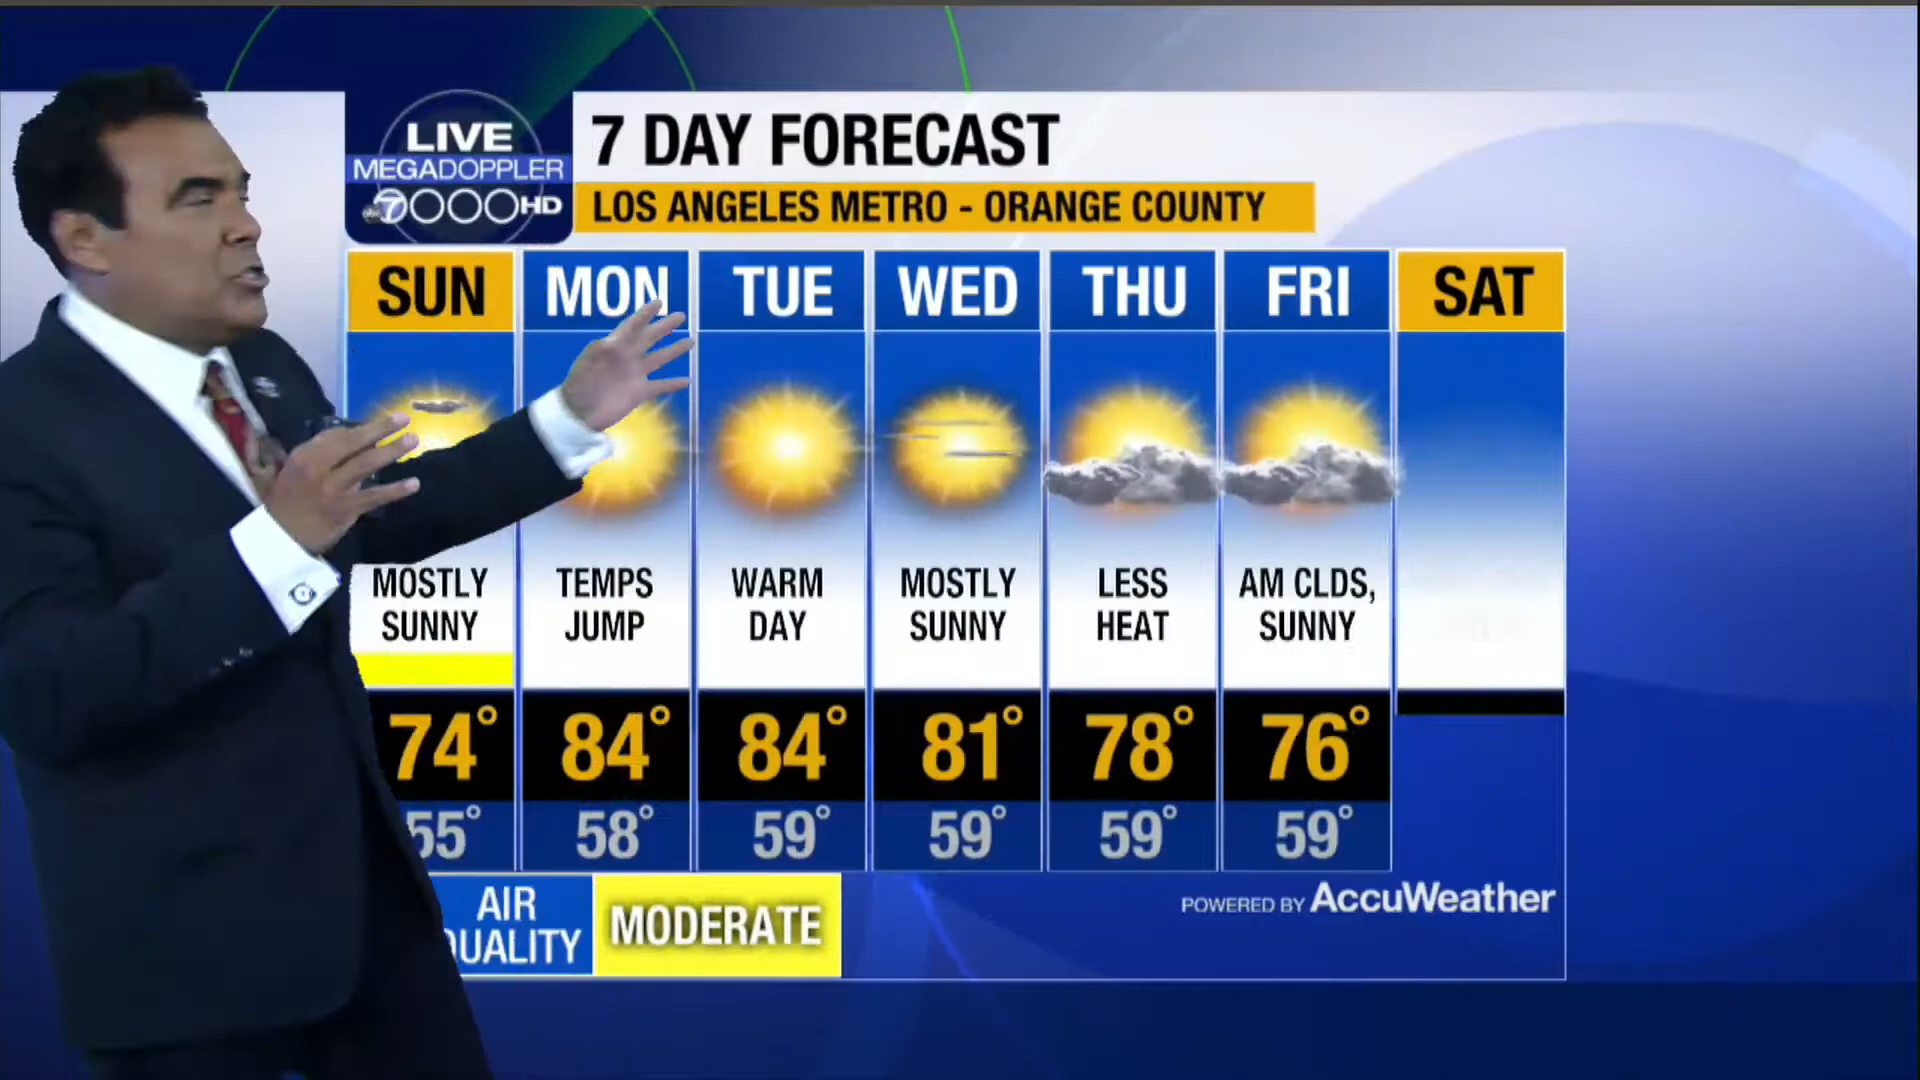 LIVE
MEGADOPPLER
abc7 7000HD
7 DAY FORECAST
LOS ANGELES METRO - ORANGE COUNTY
SUN MON TUE WED THU FRI SAT
MOSTLY SUNNY
TEMPS JUMP
WARM DAY
MOSTLY SUNNY
LESS HEAT
AM CLDS, SUNNY
74° 84° 84° 81° 78° 76°
55° 58° 59° 59° 59° 59°
AIR
QUALITY
MODERATE
POWERED BY AccuWeather